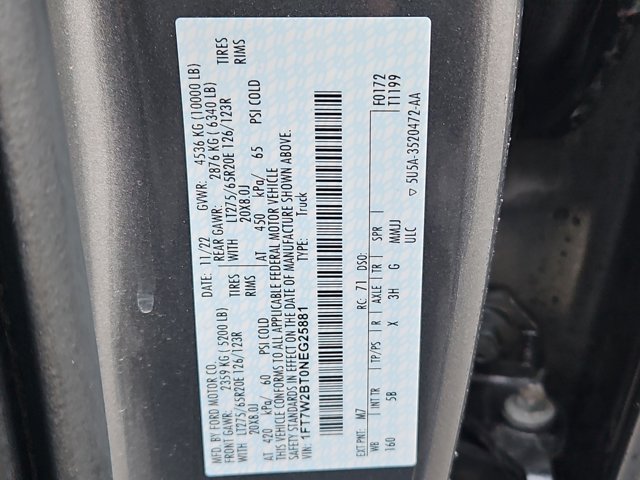 MFD. BY FORD MOTOR CO. DATE: 11/22 GVWR: 4536 KG (10000 LB)
FRONT GAWR: 2359 KG (5200 LB) REAR GAWR: 2876 KG (6340 LB)
WITH LT275/65R20E 126/123R TIRES WITH LT275/65R20E 126/123R TIRES
20X8.0J RIMS 20X8.0J RIMS
AT 420 kPa/ 60 PSI COLD AT 450 kPa/ 65 PSI COLD
THIS VEHICLE CONFORMS TO ALL APPLICABLE FEDERAL MOTOR VEHICLE
SAFETY STANDARDS IN EFFECT ON THE DATE OF MANUFACTURE SHOWN ABOVE.
VIN: 1FT7W2BT0NEG25881 TYPE: Truck
F0172
T1199
EXT PNT: M7 RC: 71 DSO:
WB INT TR TP/PS R AXLE TR SPR
160 5B X 3H G MMJJ
ULC
▽ 5U5A-3520472-AA